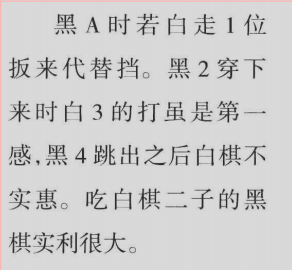 黑 A 时若白走 1 位
扳来代替挡。黑 2 穿下
来时白 3 的打虽是第一
感,黑 4 跳出之后白棋不
实惠。吃白棋二子的黑
棋实利很大。